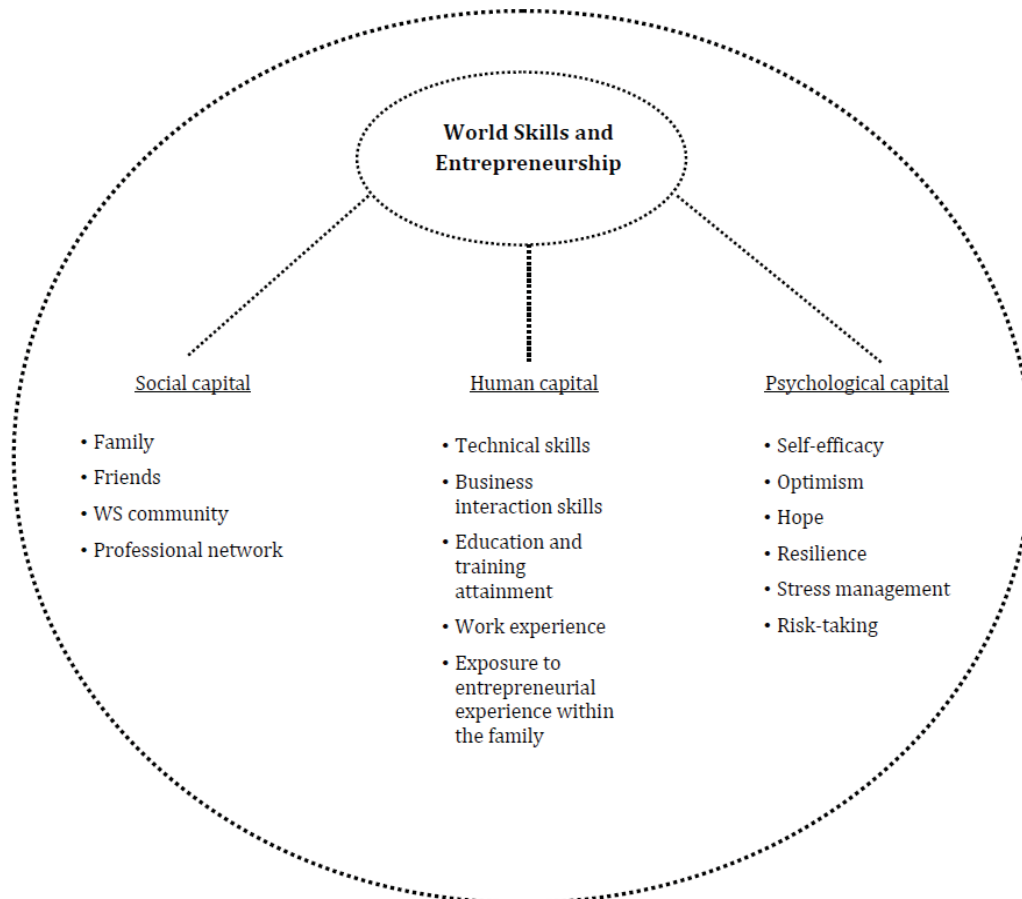 World Skills and
Entrepreneurship
Social capital
• Family
• Friends
• WS community
• Professional network
Human capital
• Technical skills
• Business
interaction skills
• Education and
training
attainment
• Work experience
• Exposure to
entrepreneurial
experience within
the family
Psychological capital
• Self-efficacy
• Optimism
• Hope
• Resilience
• Stress management
• Risk-taking